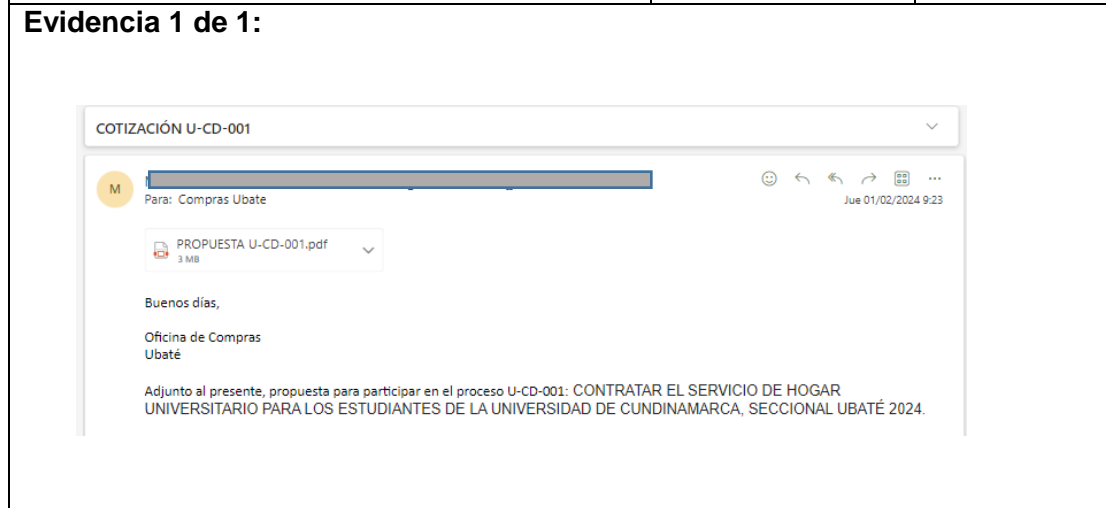 Evidencia 1 de 1:
COTIZACIÓN U-CD-001
M
Para: Compras Ubate
Jue 01/02/2024 9:23
PROPUESTA U-CD-001.pdf
3 MB
Buenos días,
Oficina de Compras
Ubaté
Adjunto al presente, propuesta para participar en el proceso U-CD-001: CONTRATAR EL SERVICIO DE HOGAR
UNIVERSITARIO PARA LOS ESTUDIANTES DE LA UNIVERSIDAD DE CUNDINAMARCA, SECCIONAL UBATÉ 2024.